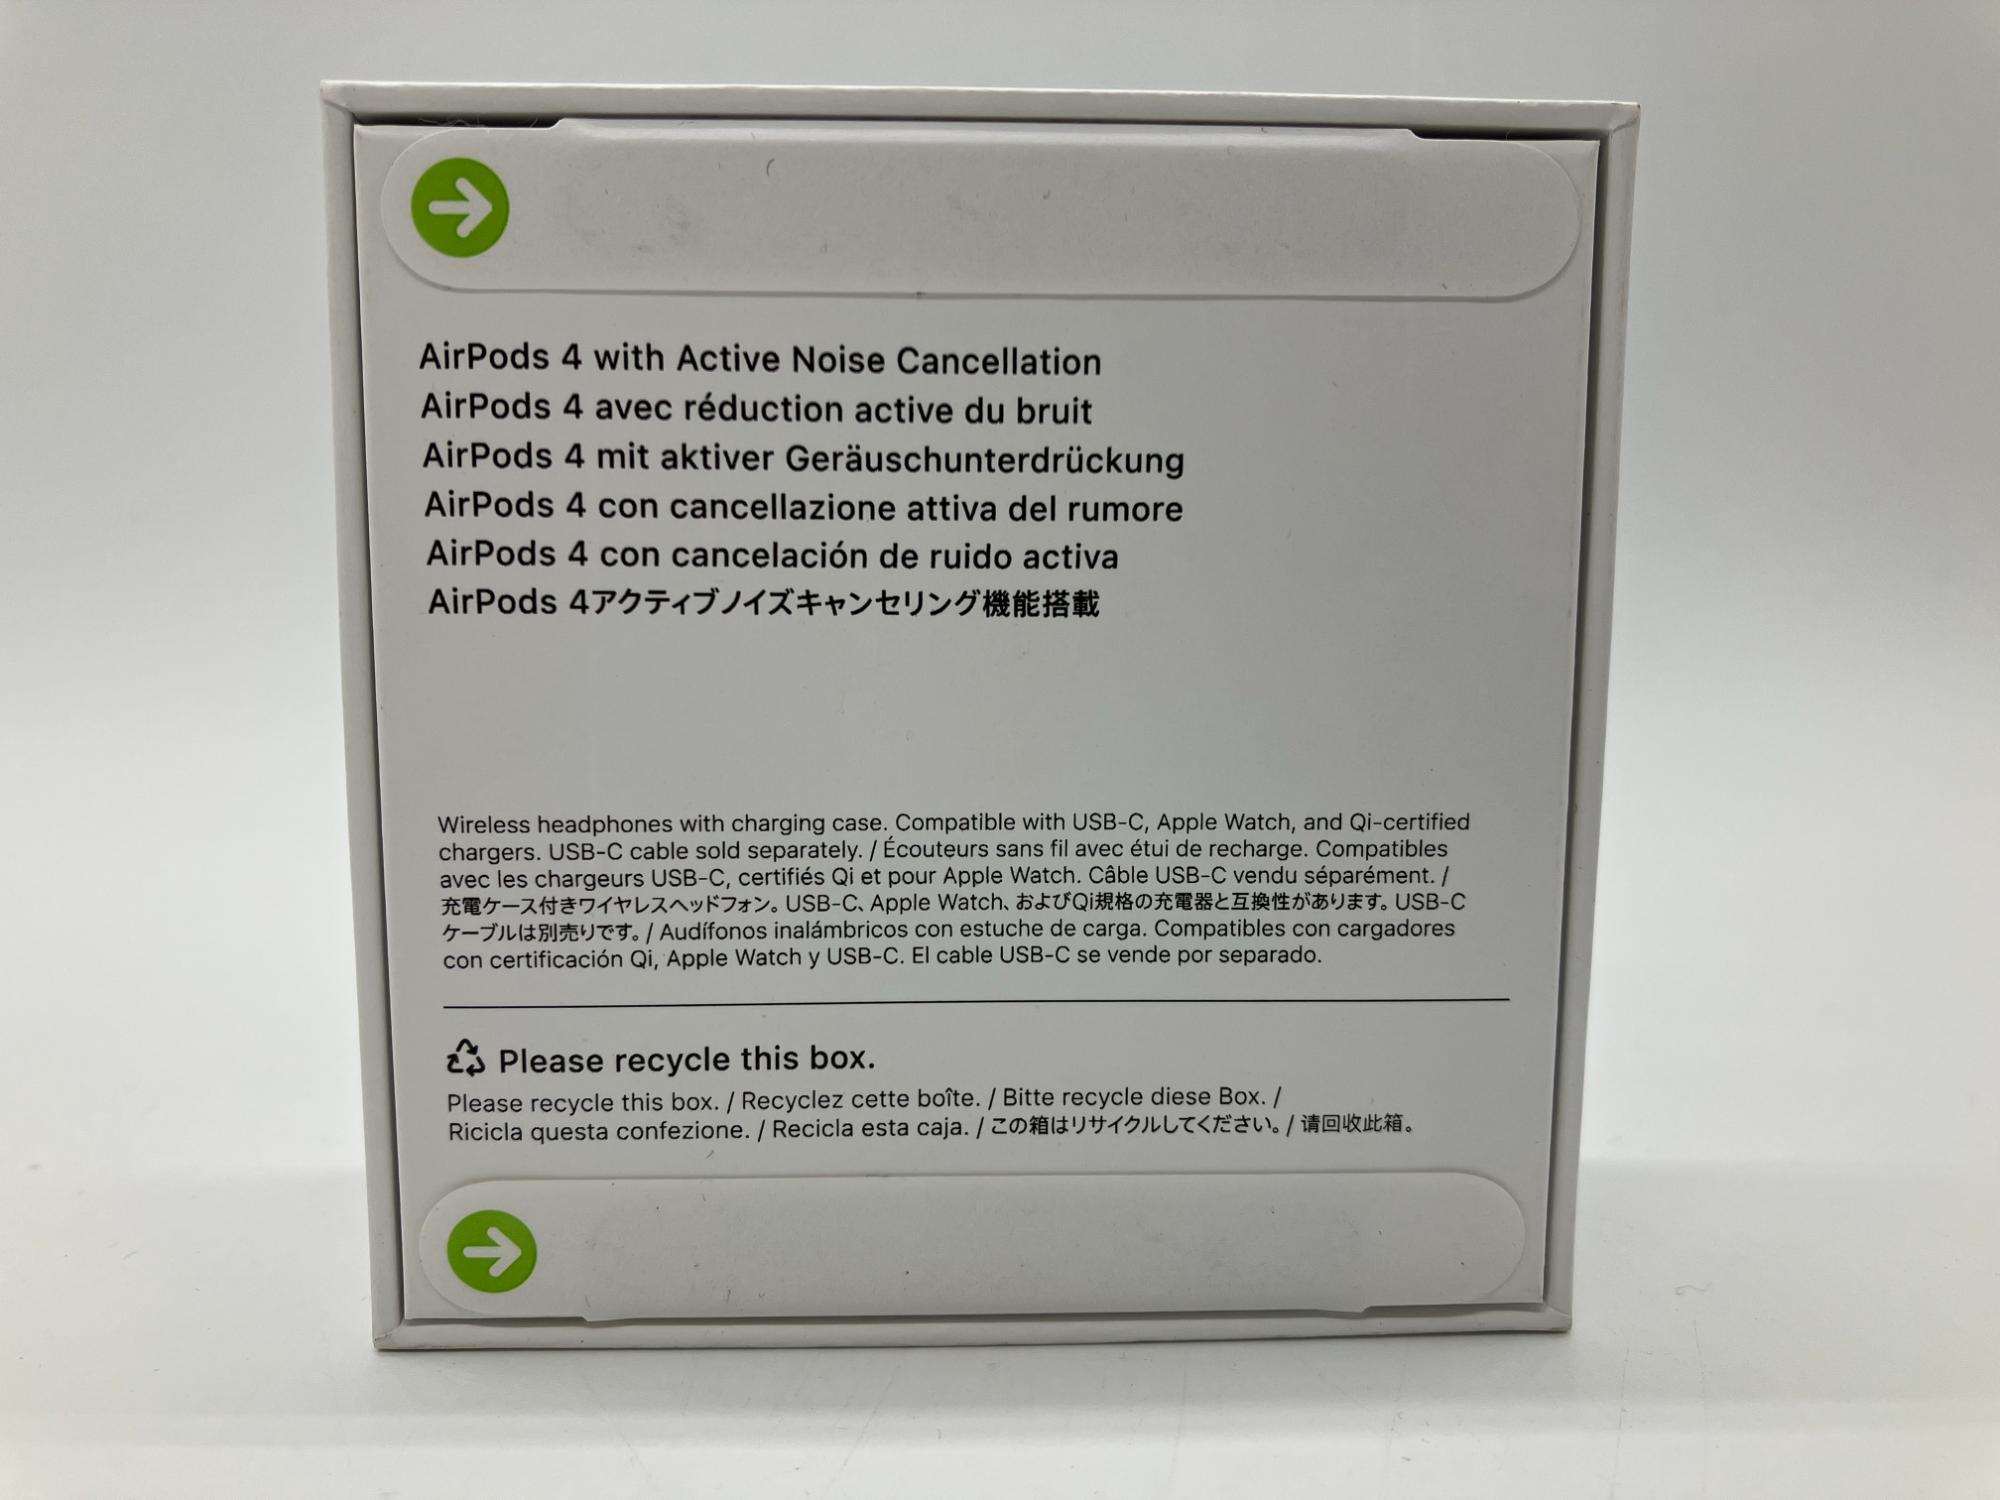 AirPods 4 with Active Noise Cancellation
AirPods 4 avec réduction active du bruit
AirPods 4 mit aktiver Geräuschunterdrückung
AirPods 4 con cancellazione attiva del rumore
AirPods 4 con cancelación de ruido activa
AirPods 4アクティブノイズキャンセリング機能搭載
Wireless headphones with charging case. Compatible with USB-C, Apple Watch, and Qi-certified
chargers. USB-C cable sold separately. / Écouteurs sans fil avec étui de recharge. Compatibles
avec les chargeurs USB-C, certifiés Qi et pour Apple Watch. Câble USB-C vendu séparément. /
充電ケース付きワイヤレスヘッドフォン。USB-C、Apple Watch、およびQi規格の充電器と互換性があります。USB-C
ケーブルは別売りです。/ Audífonos inalámbricos con estuche de carga. Compatibles con cargadores
con certificación Qi, Apple Watch y USB-C. El cable USB-C se vende por separado.
Please recycle this box.
Please recycle this box. / Recyclez cette boîte. / Bitte recycle diese Box. /
Ricicla questa confezione. / Recicla esta caja. / この箱はリサイクルしてください。/ 请回收此箱。